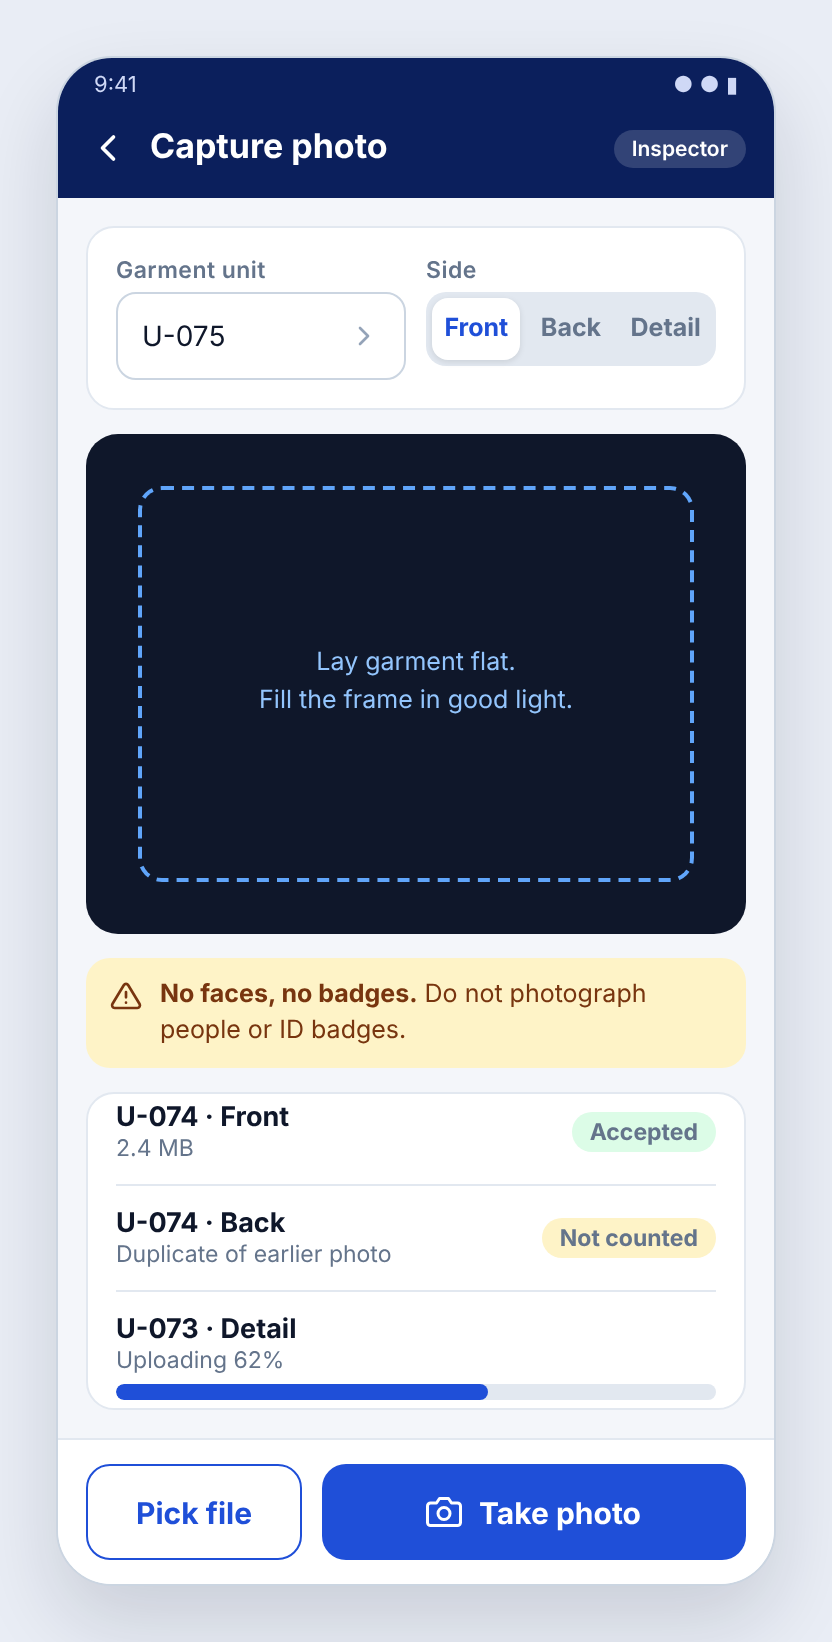 9:41
Capture photo
Inspector
Garment unit
Side
U-075
Front Back Detail
Lay garment flat.
Fill the frame in good light.
No faces, no badges. Do not photograph
people or ID badges.
U-074 · Front
Accepted
2.4 MB
U-074 · Back
Not counted
Duplicate of earlier photo
U-073 · Detail
Uploading 62%
Pick file
Take photo